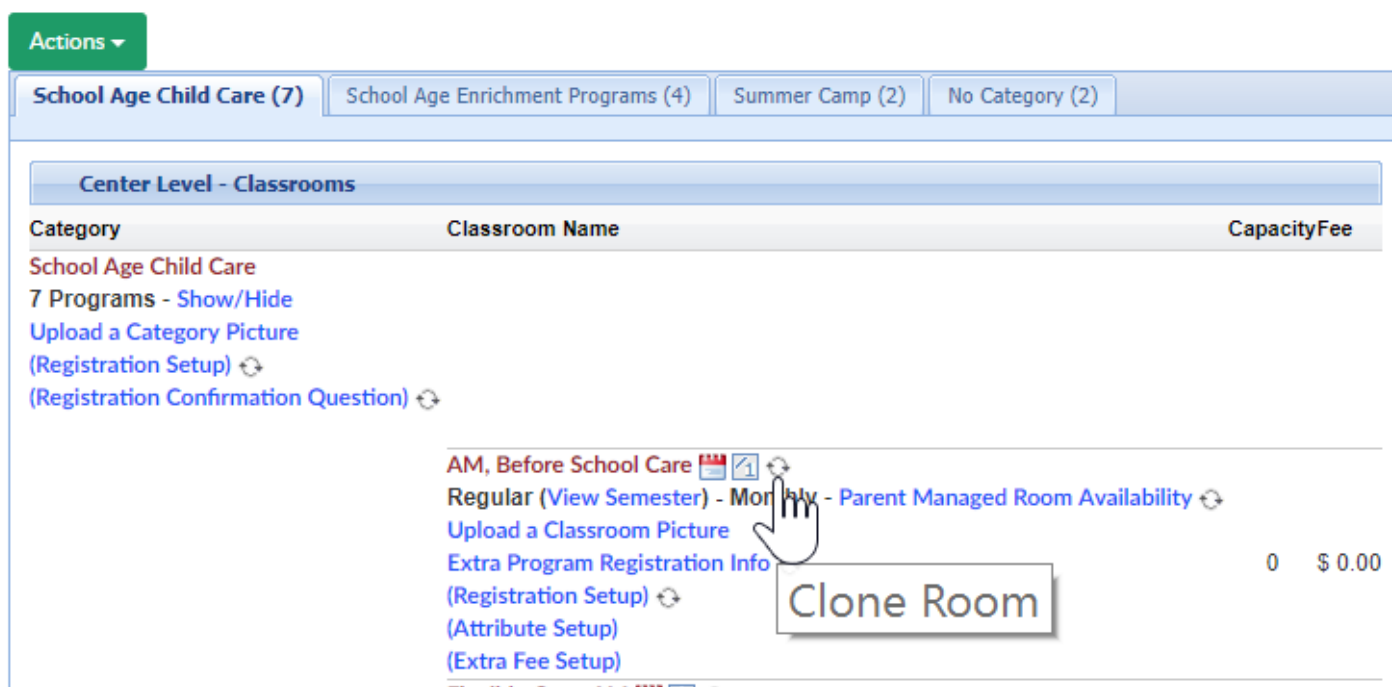 Actions
School Age Child Care (7) School Age Enrichment Programs (4) Summer Camp (2) No Category (2)
Center Level - Classrooms
Category Classroom Name Capacity Fee
School Age Child Care
7 Programs - Show/Hide
Upload a Category Picture
(Registration Setup)
(Registration Confirmation Question)
AM, Before School Care
Regular (View Semester) - Monthly - Parent Managed Room Availability
Upload a Classroom Picture
Extra Program Registration Info 0 $ 0.00
Clone Room
(Registration Setup)
(Attribute Setup)
(Extra Fee Setup)